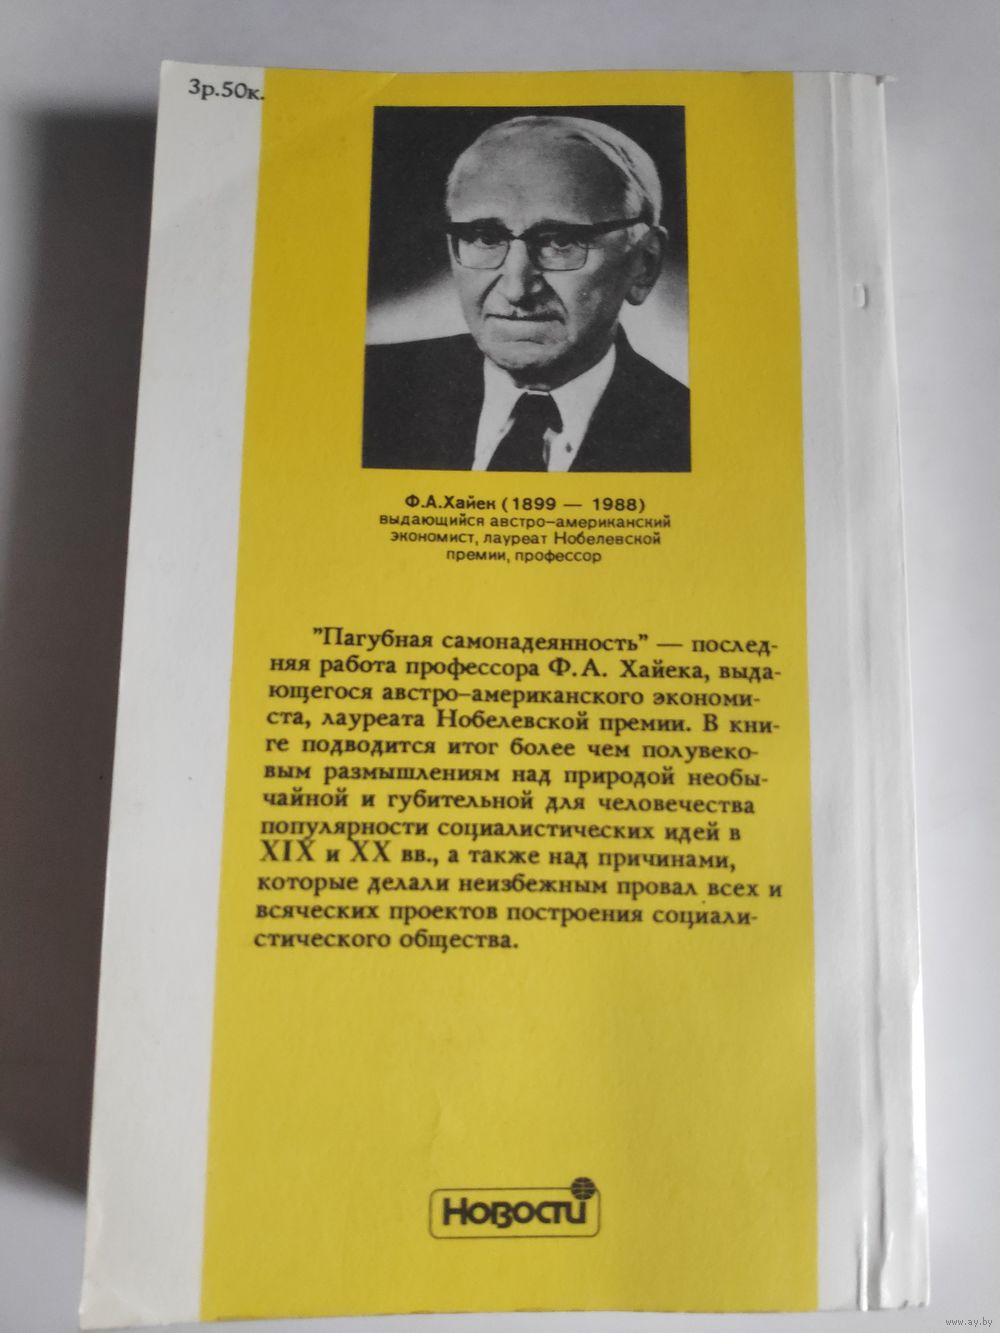 3р.50к.
Ф.А.Хайек (1899 — 1988)
выдающийся австро-американский
экономист, лауреат Нобелевской
премии, профессор
"Пагубная самонадеянность" — послед-
няя работа профессора Ф.А. Хайека, выда-
ющегося австро-американского экономи-
ста, лауреата Нобелевской премии. В кни-
ге подводится итог более чем полувеко-
вым размышлениям над природой необы-
чайной и губительной для человечества
популярности социалистических идей в
XIX и XX вв., а также над причинами,
которые делали неизбежным провал всех и
всяческих проектов построения социали-
стического общества.
Новости
www.ay.by